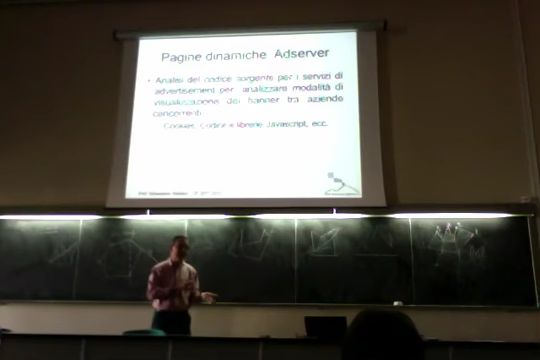 Pagine dinamiche Adserver
• Analisi del codice sorgente per i servizi di
advertisement per analizzare modalità di
visualizzazione dei banner tra aziende
concorrenti
Cookies, Codice e librerie Javascript, ecc.